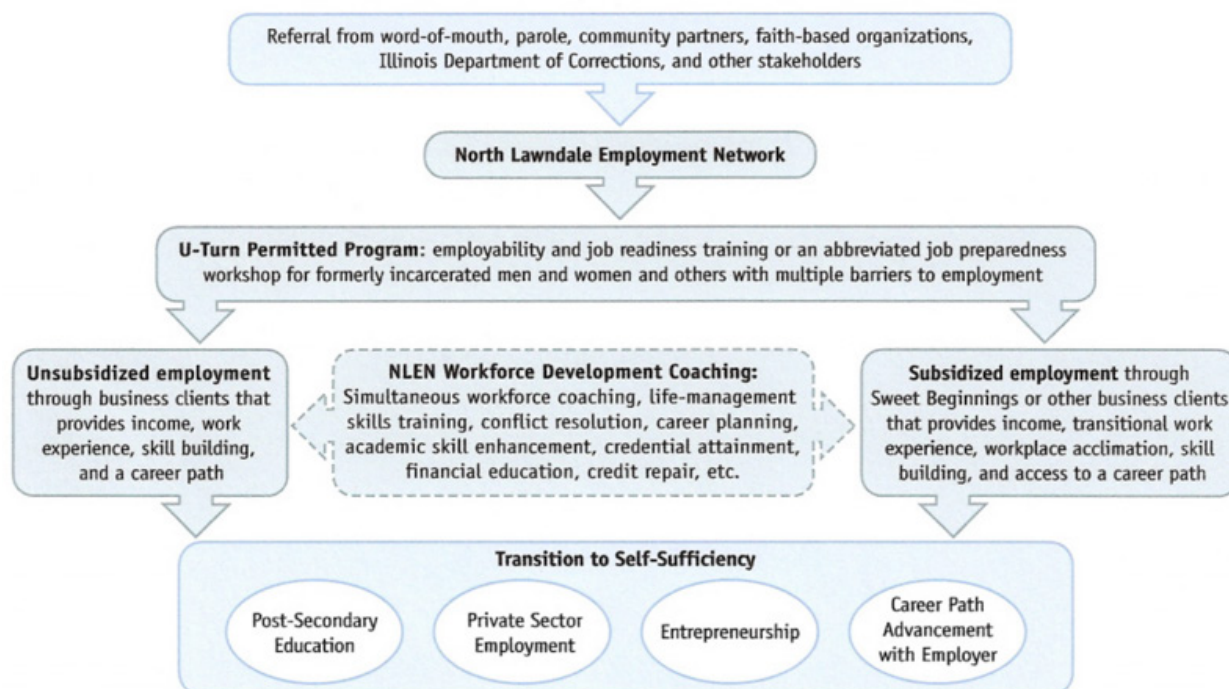 Referral from word-of-mouth, parole, community partners, faith-based organizations,
Illinois Department of Corrections, and other stakeholders
North Lawndale Employment Network
U-Turn Permitted Program: employability and job readiness training or an abbreviated job preparedness
workshop for formerly incarcerated men and women and others with multiple barriers to employment
Unsubsidized employment
through business clients that
provides income, work
experience, skill building,
and a career path
NLEN Workforce Development Coaching:
Simultaneous workforce coaching, life-management
skills training, conflict resolution, career planning,
academic skill enhancement, credential attainment,
financial education, credit repair, etc.
Subsidized employment through
Sweet Beginnings or other business clients
that provides income, transitional work
experience, workplace acclimation, skill
building, and access to a career path
Transition to Self-Sufficiency
Post-Secondary
Education
Private Sector
Employment
Entrepreneurship
Career Path
Advancement
with Employer